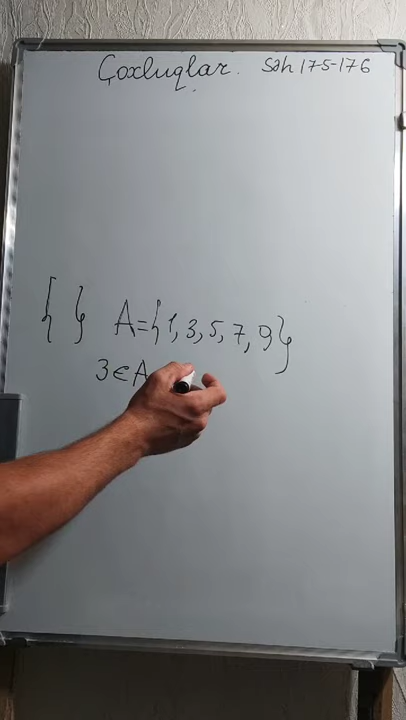 Çoxluqlar. Səh 175-176
{ } A={1, 3, 5, 7, 9}
3∈A